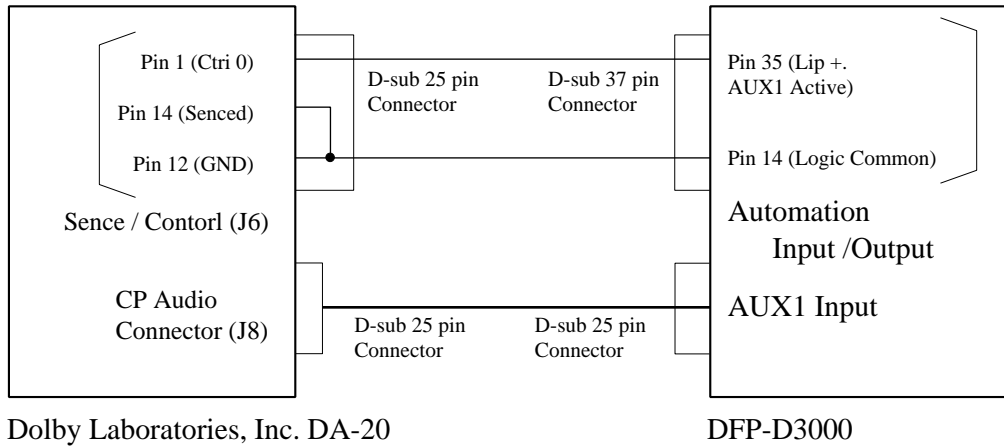 Pin 1 (Ctri 0)
Pin 14 (Senced)
Pin 12 (GND)
Sence / Contorl (J6)
CP Audio
Connector (J8)
D-sub 25 pin
Connector
D-sub 37 pin
Connector
D-sub 25 pin
Connector
D-sub 25 pin
Connector
Pin 35 (Lip +.
AUX1 Active)
Pin 14 (Logic Common)
Automation
Input /Output
AUX1 Input
Dolby Laboratories, Inc. DA-20
DFP-D3000